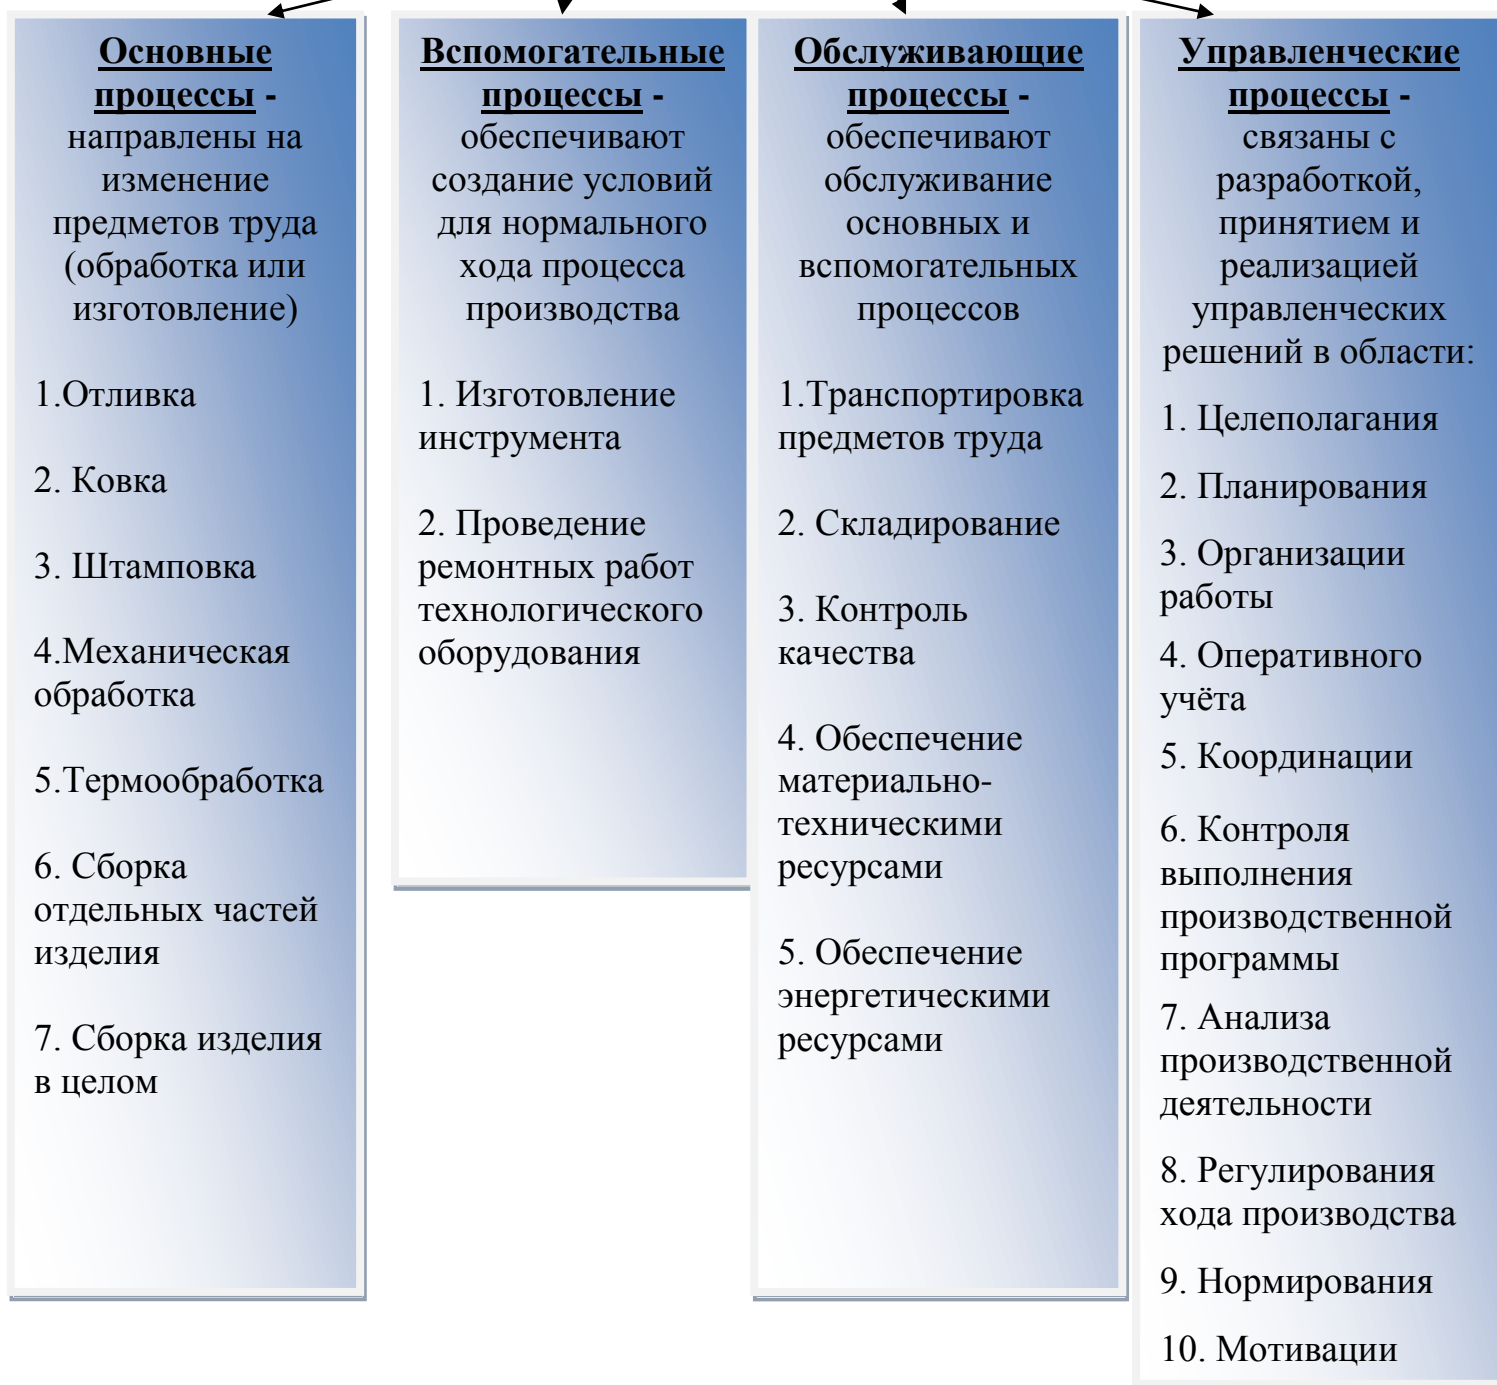 Основные
процессы -
направлены на
изменение
предметов труда
(обработка или
изготовление)
1.Отливка
2. Ковка
3. Штамповка
4.Механическая
обработка
5.Термообработка
6. Сборка
отдельных частей
изделия
7. Сборка изделия
в целом
Вспомогательные
процессы -
обеспечивают
создание условий
для нормального
хода процесса
производства
1. Изготовление
инструмента
2. Проведение
ремонтных работ
технологического
оборудования
Обслуживающие
процессы -
обеспечивают
обслуживание
основных и
вспомогательных
процессов
1.Транспортировка
предметов труда
2. Складирование
3. Контроль
качества
4. Обеспечение
материально-
техническими
ресурсами
5. Обеспечение
энергетическими
ресурсами
Управленческие
процессы -
связаны с
разработкой,
принятием и
реализацией
управленческих
решений в области:
1. Целеполагания
2. Планирования
3. Организации
работы
4. Оперативного
учёта
5. Координации
6. Контроля
выполнения
производственной
программы
7. Анализа
производственной
деятельности
8. Регулирования
хода производства
9. Нормирования
10. Мотивации